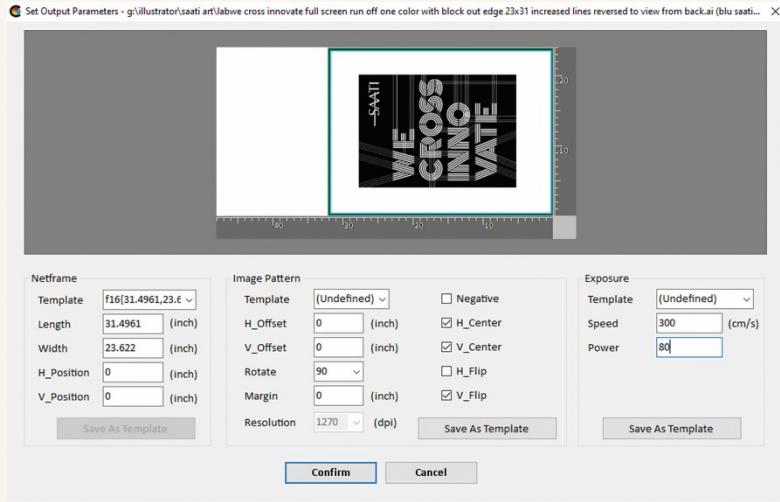 Set Output Parameters - g:\illustrator\saati art\labwe cross innovate full screen run off one color with block out edge 23x31 increased lines reversed to view from back.ai (blu saati...
SAATI
WE
CROSS
INNO
VATE
20
10
40
30
20
10
Netframe
Template f16(31.4961,23.6
Length 31.4961 (inch)
Width 23.622 (inch)
H_Position 0 (inch)
V_Position 0 (inch)
Save As Template
Image Pattern
Template (Undefined)
H_Offset 0 (inch)
V_Offset 0 (inch)
Rotate 90
Margin 0 (inch)
Resolution 1270 (dpi)
Negative
H_Center
V_Center
H_Flip
V_Flip
Save As Template
Exposure
Template (Undefined)
Speed 300 (cm/s)
Power 80
Save As Template
Confirm Cancel